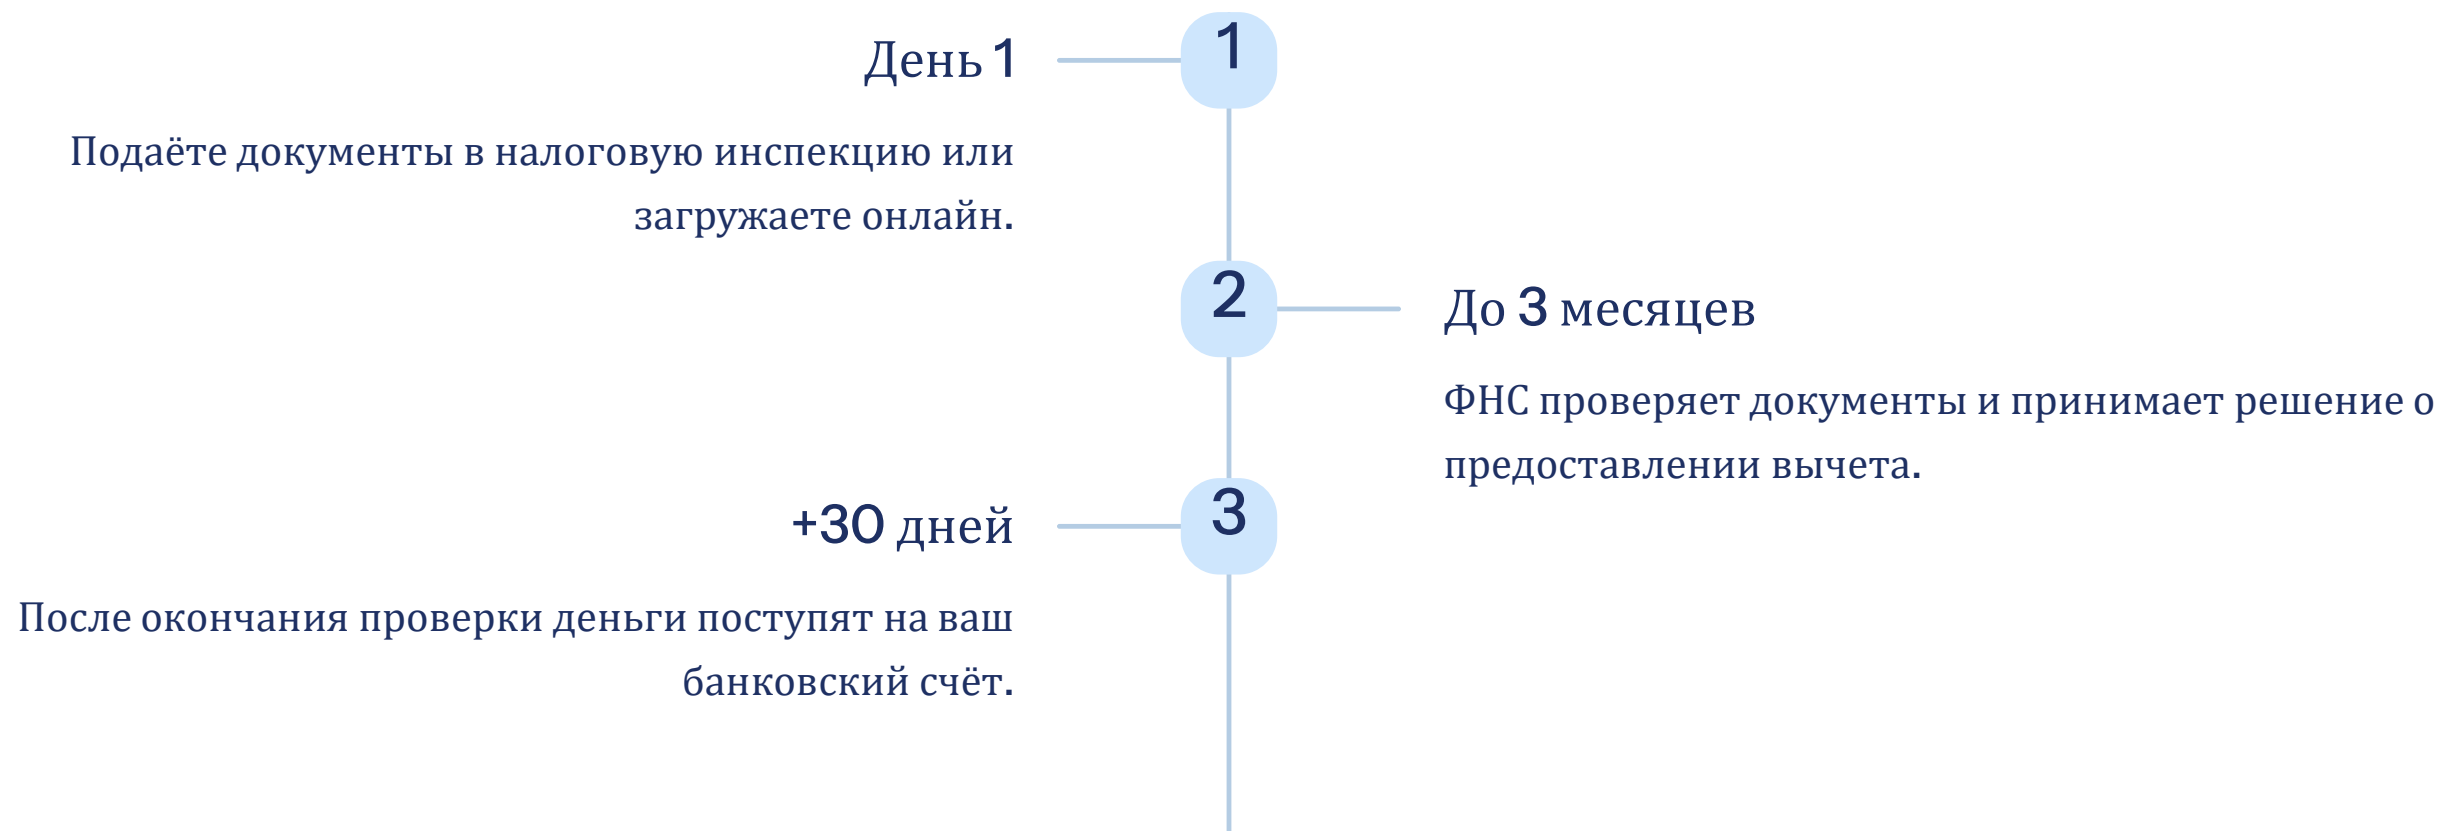 1
День 1
Подаёте документы в налоговую инспекцию или
загружаете онлайн.
2
До 3 месяцев
ФНС проверяет документы и принимает решение о
предоставлении вычета.
3
+30 дней
После окончания проверки деньги поступят на ваш
банковский счёт.